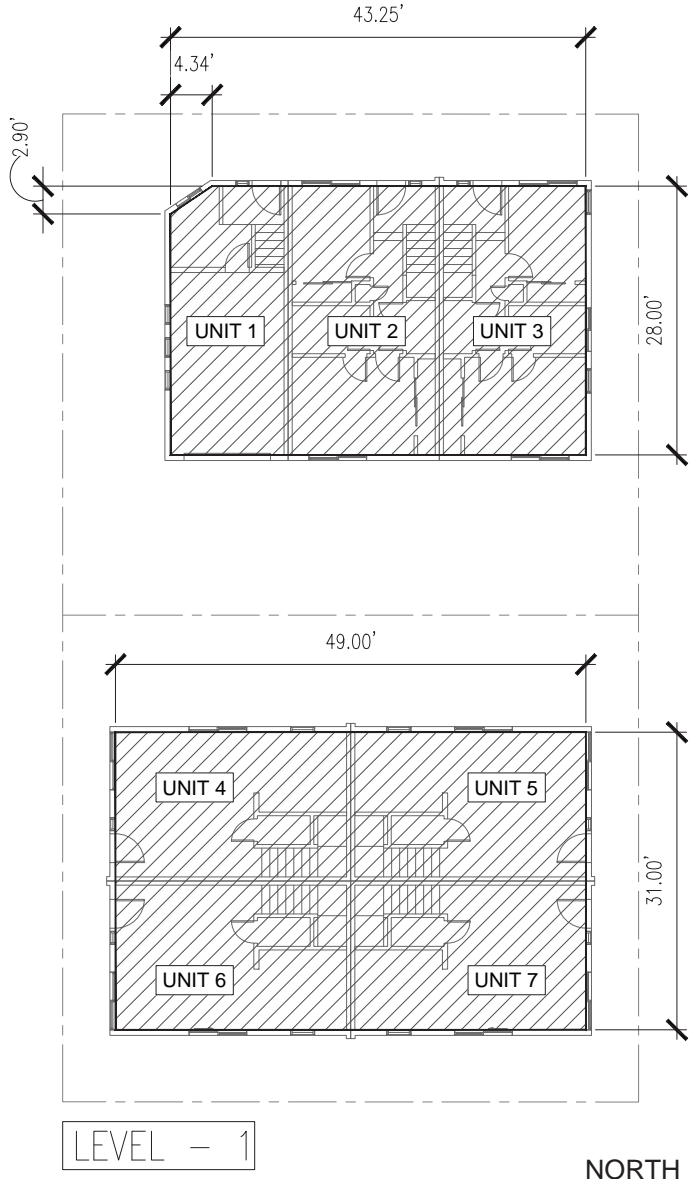 43.25'
4.34'
2.90'
28.00'
UNIT 1
UNIT 2
UNIT 3
49.00'
31.00'
UNIT 4
UNIT 5
UNIT 6
UNIT 7
LEVEL - 1
NORTH